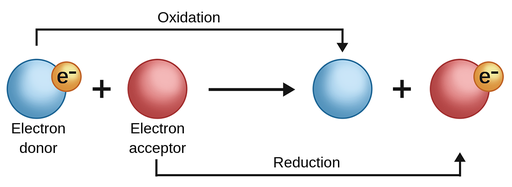 Oxidation
e-
+
+
e-
Electron
donor
Electron
acceptor
Reduction